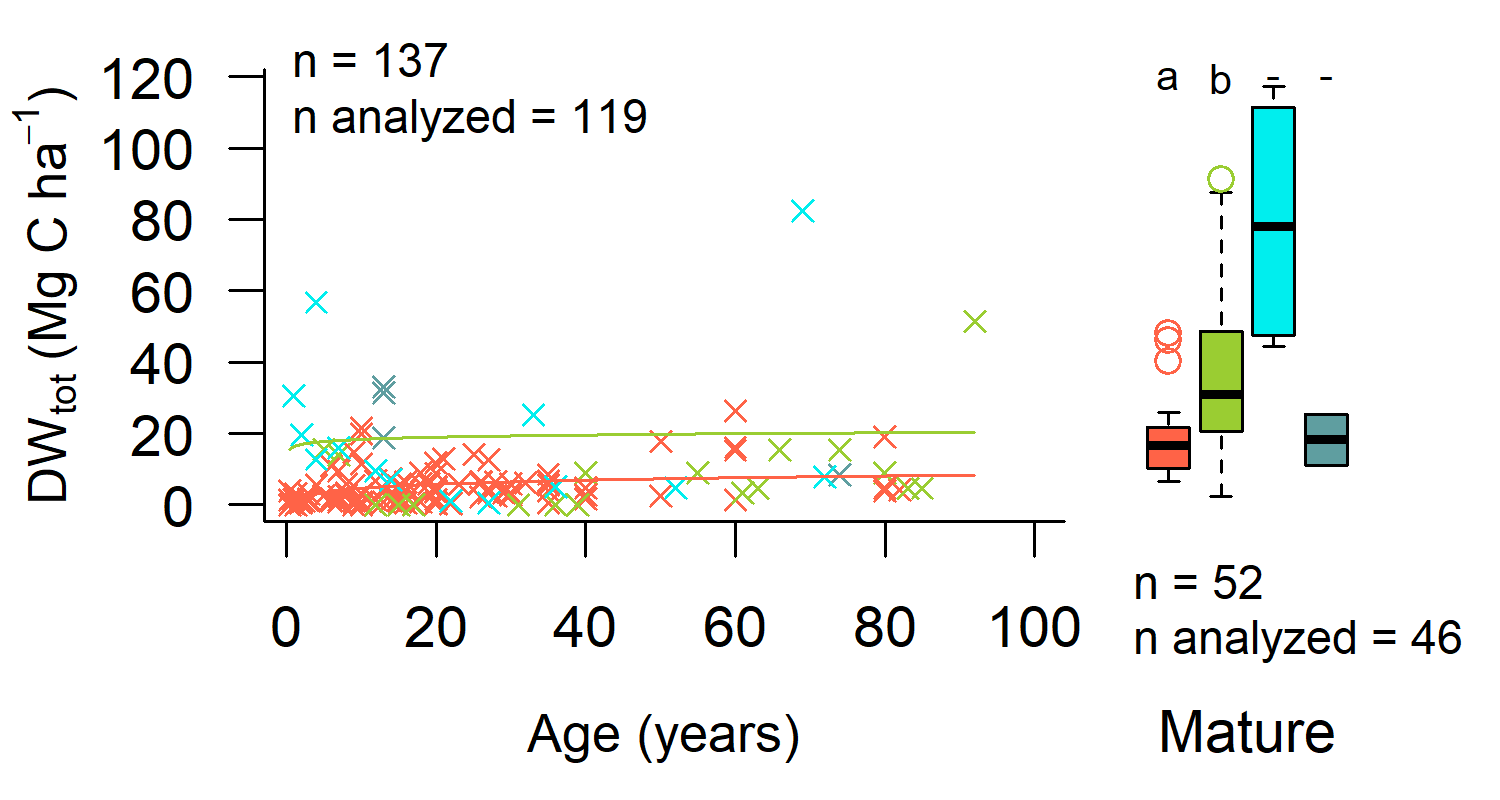 n = 137
n analyzed = 119
DWtot (Mg C ha−1)
120
100
80
60
40
20
0
0 20 40 60 80 100
Age (years)
a b - -
n = 52
n analyzed = 46
Mature